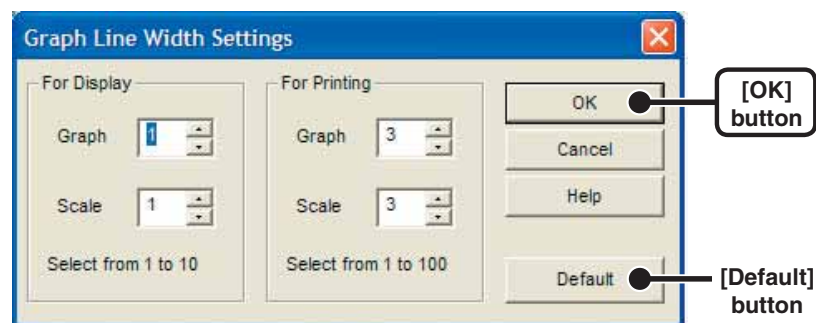 Graph Line Width Settings
For Display
Graph 1
Scale 1
Select from 1 to 10
For Printing
Graph 3
Scale 3
Select from 1 to 100
OK
Cancel
Help
Default
[OK]
button
[Default]
button